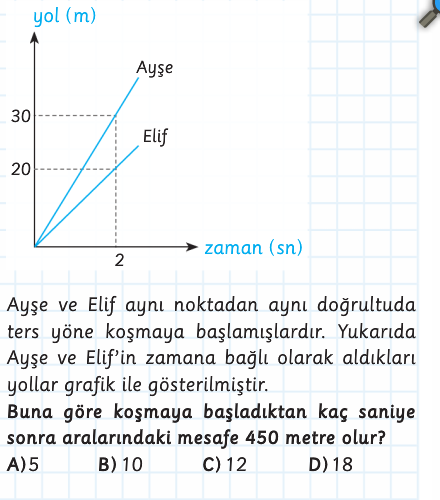 yol (m)
Ayşe
30
Elif
20
zaman (sn)
2
Ayşe ve Elif aynı noktadan aynı doğrultuda
ters yöne koşmaya başlamışlardır. Yukarıda
Ayşe ve Elif'in zamana bağlı olarak aldıkları
yollar grafik ile gösterilmiştir.
Buna göre koşmaya başladıktan kaç saniye
sonra aralarındaki mesafe 450 metre olur?
A) 5 B) 10 C) 12 D) 18